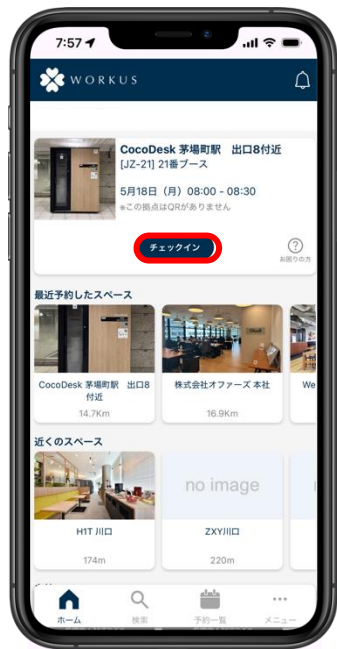 7:57
WORKUS
CocoDesk 茅場町駅 出口8付近
[JZ-21] 21番ブース
5月18日（月）08:00 - 08:30
※この拠点はQRがありません
チェックイン
お困りの方
最近予約したスペース
CocoDesk 茅場町駅 出口8
付近
14.7Km
株式会社オファーズ 本社
16.9Km
We
近くのスペース
no image
H1T 川口
174m
ZXY川口
220m
ホーム
検索
予約一覧
メニュー